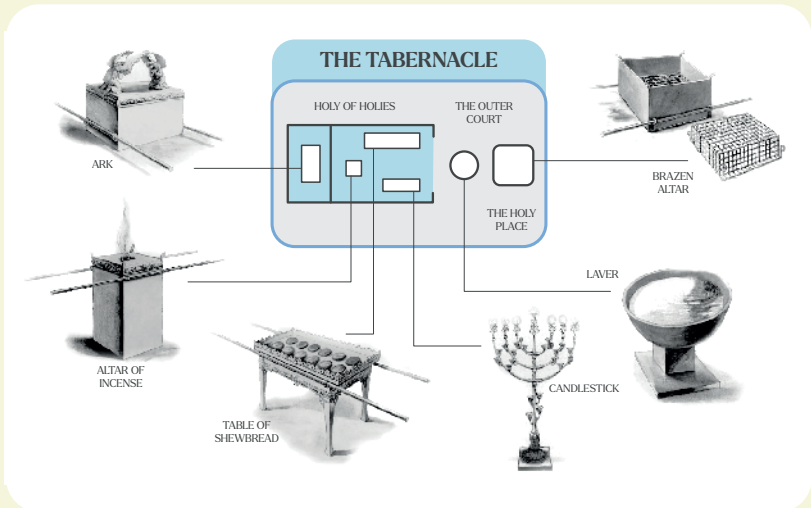 THE TABERNACLE
HOLY OF HOLIES
THE OUTER
COURT
ARK
BRAZEN
ALTAR
THE HOLY
PLACE
LAVER
ALTAR OF
INCENSE
CANDLESTICK
TABLE OF
SHEWBREAD